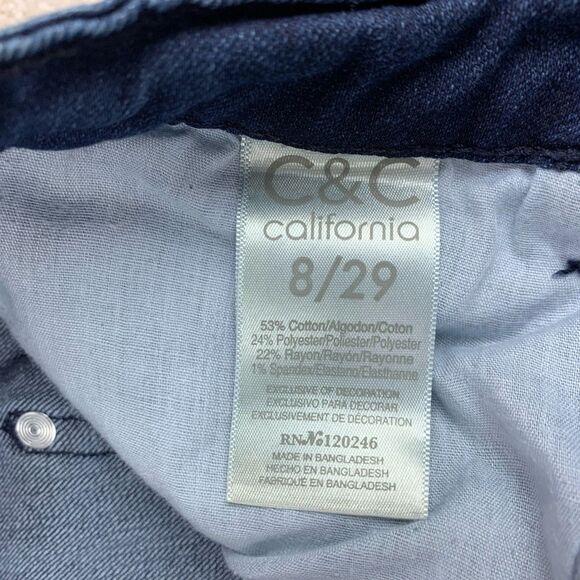 C&C
california
8/29
53% Cotton/Algodon/Coton
24% Polyester/Poliester/Polyester
22% Rayon/Rayón/Rayonne
1% Spandex/Elasteno/Elasthanne
EXCLUSIVE OF DECORATION
EXCLUSIVO PARA DECORAR
EXCLUSIVEMENT DE DÉCORATION
RN No 120246
MADE IN BANGLADESH
HECHO EN BANGLADESH
FABRIQUÉ EN BANGLADESH